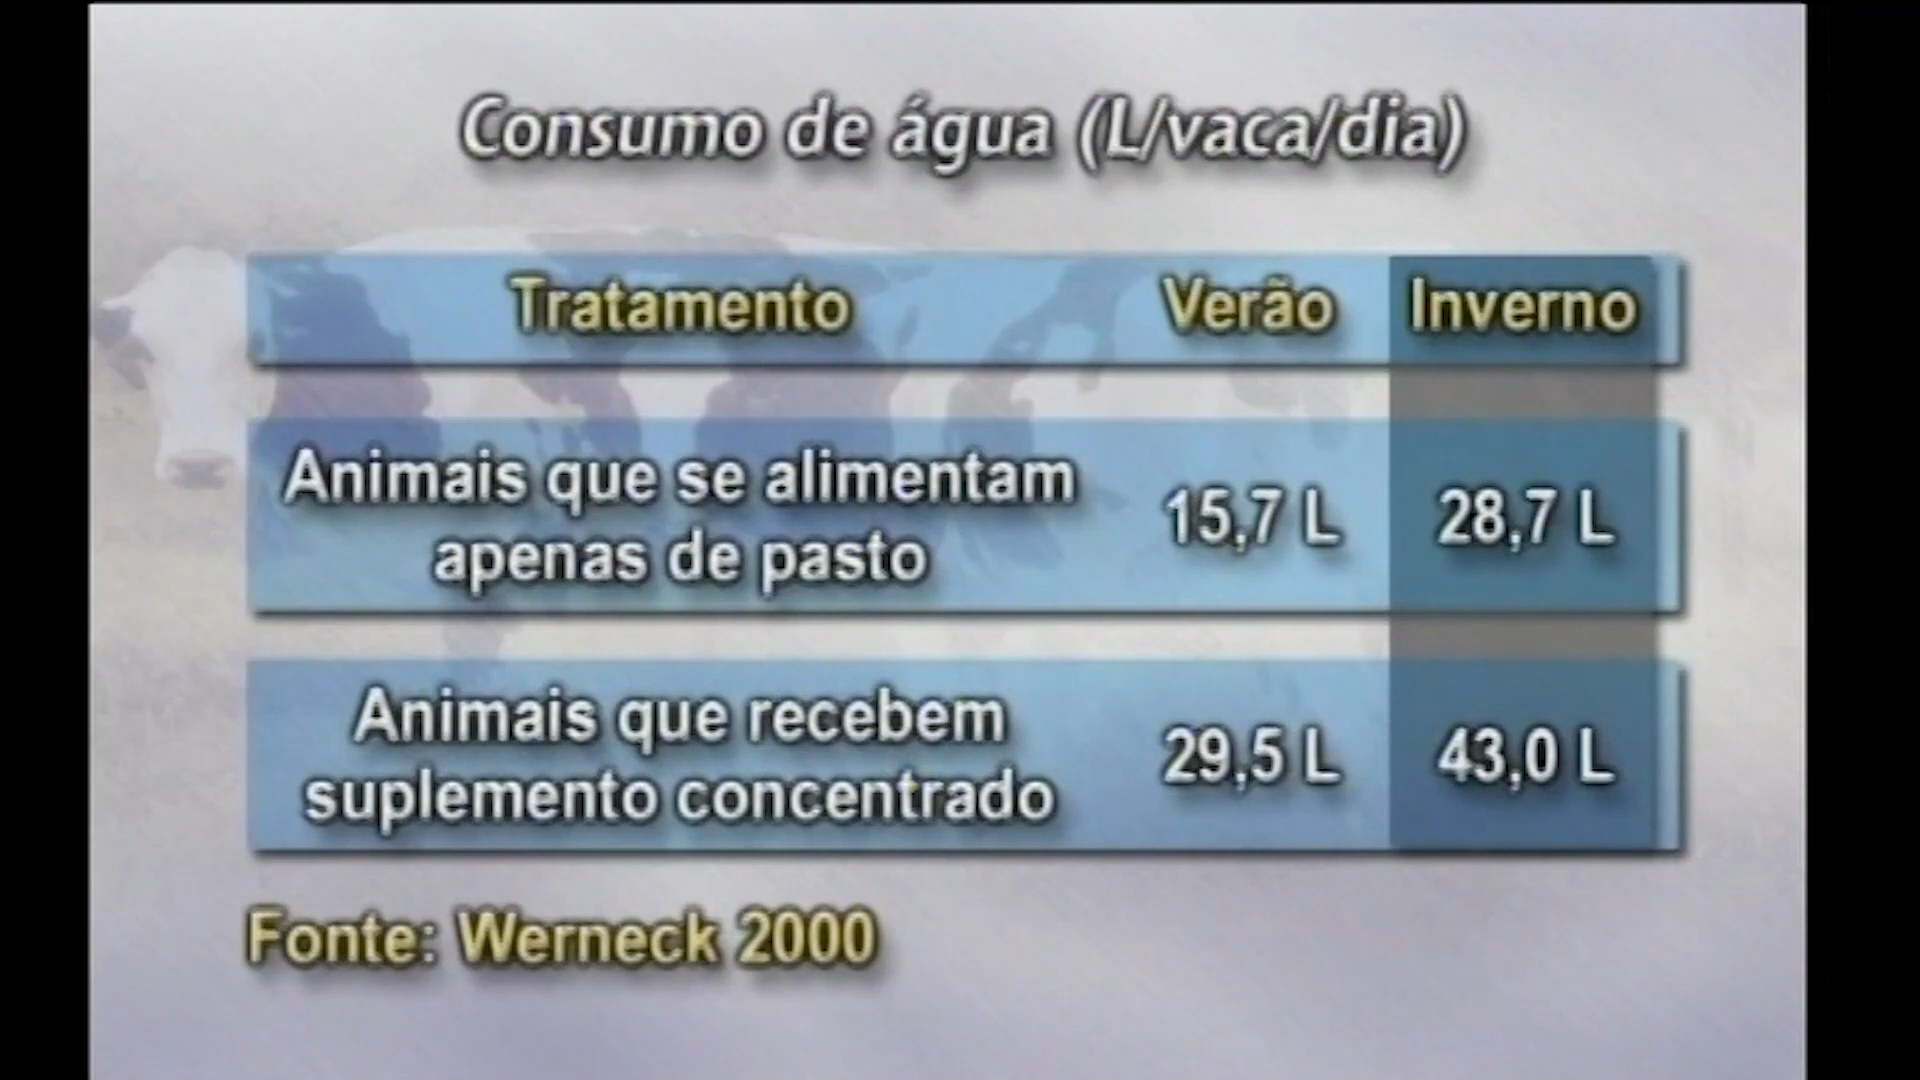 Consumo de água (L/vaca/dia)
Tratamento Verão Inverno
Animais que se alimentam
apenas de pasto
15,7 L 28,7 L
Animais que recebem
suplemento concentrado
29,5 L 43,0 L
Fonte: Werneck 2000